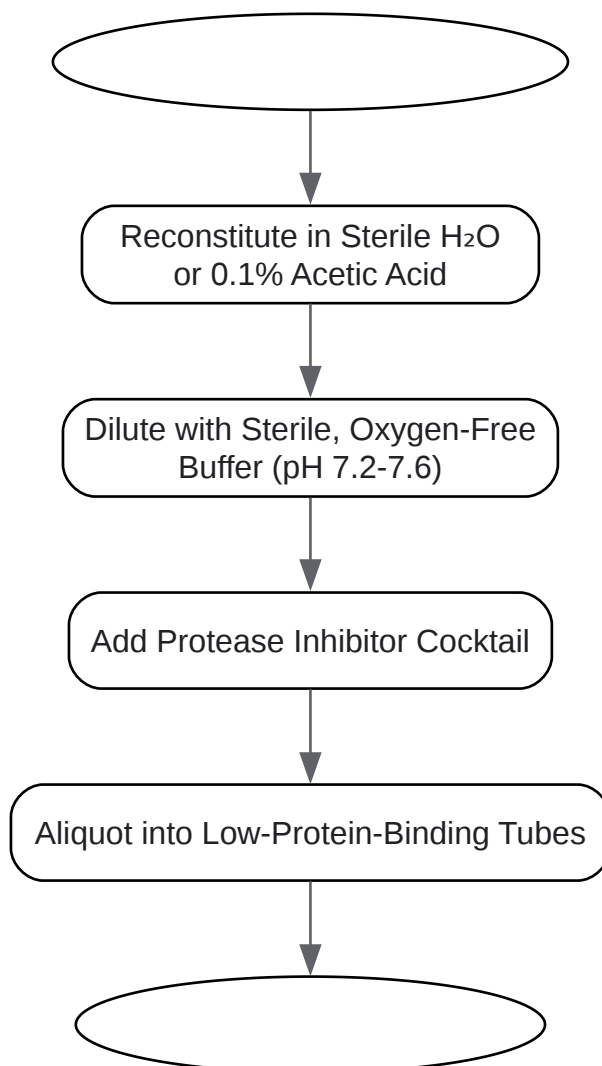 Reconstitute in Sterile H₂O
or 0.1% Acetic Acid
Dilute with Sterile, Oxygen-Free
Buffer (pH 7.2-7.6)
Add Protease Inhibitor Cocktail
Aliquot into Low-Protein-Binding Tubes